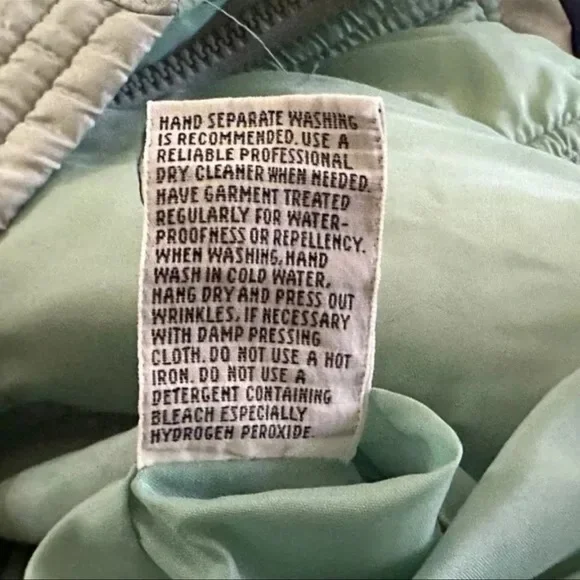 HAND SEPARATE WASHING
IS RECOMMENDED. USE A
RELIABLE PROFESSIONAL
DRY CLEANER WHEN NEEDED.
HAVE GARMENT TREATED
REGULARLY FOR WATER-
PROOFNESS OR REPELLENCY.
WHEN WASHING, HAND
WASH IN COLD WATER,
HANG DRY AND PRESS OUT
WRINKLES, IF NECESSARY
WITH DAMP PRESSING
CLOTH. DO NOT USE A HOT
IRON. DO NOT USE A
DETERGENT CONTAINING
BLEACH ESPECIALLY
HYDROGEN PEROXIDE.